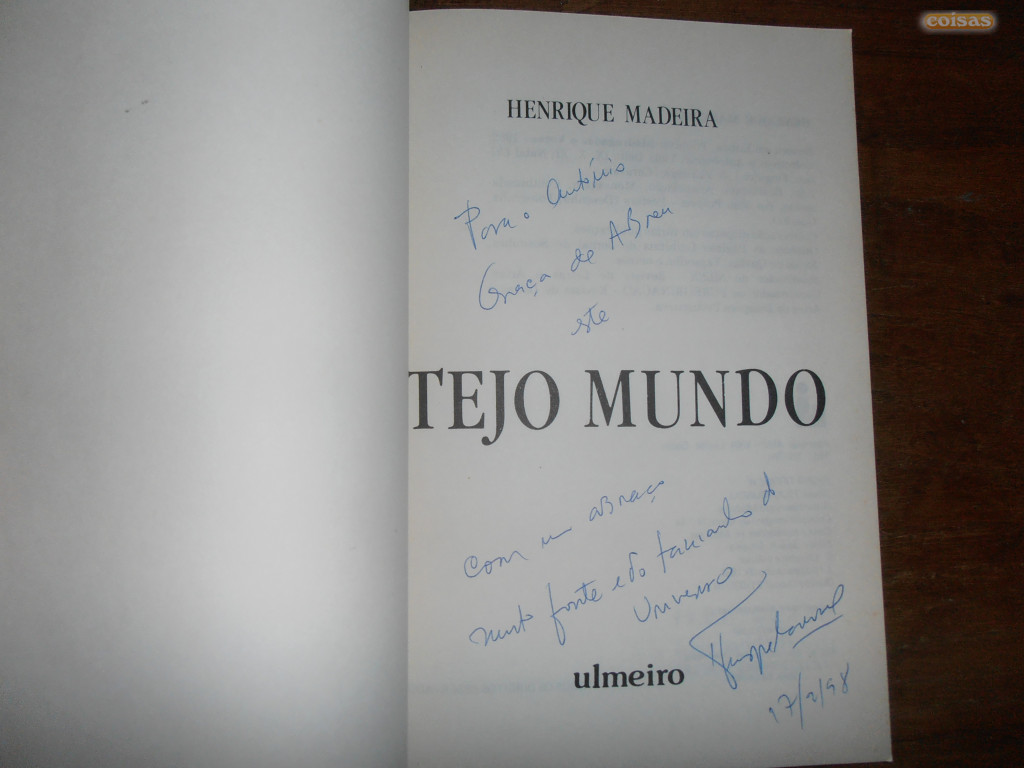 coisas
HENRIQUE MADEIRA
Para o António
Graça de Abreu
este
TEJO MUNDO
com um abraço
muito forte e do tamanho do
Universo
ulmeiro
17/2/98